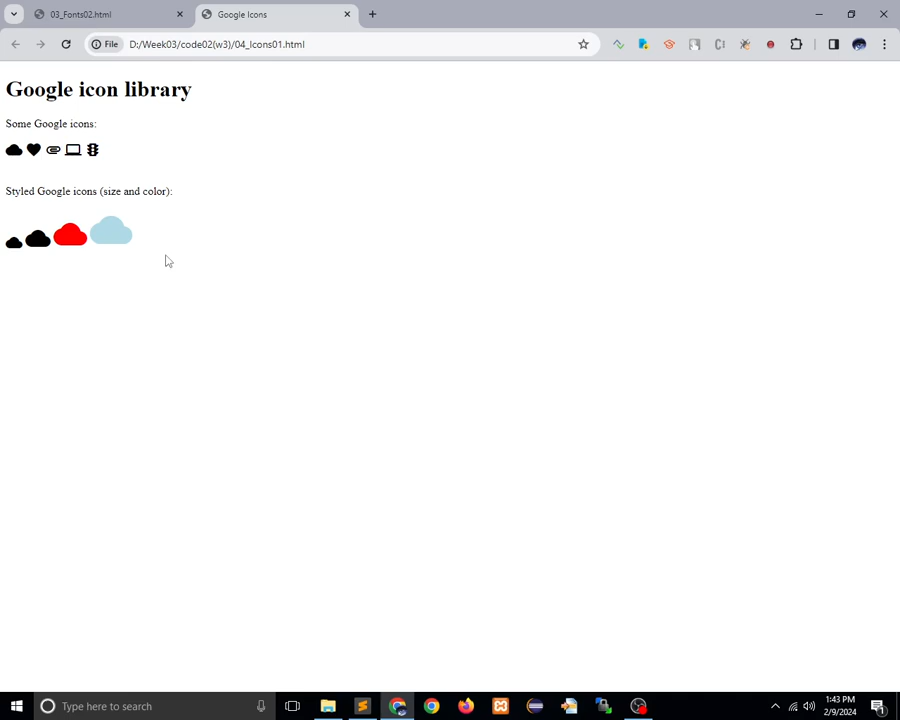 03_Fonts02.html
Google Icons
File
D:/Week03/code02(w3)/04_Icons01.html
Google icon library
Some Google icons:
Styled Google icons (size and color):
Type here to search
1:43 PM
2/9/2024
1